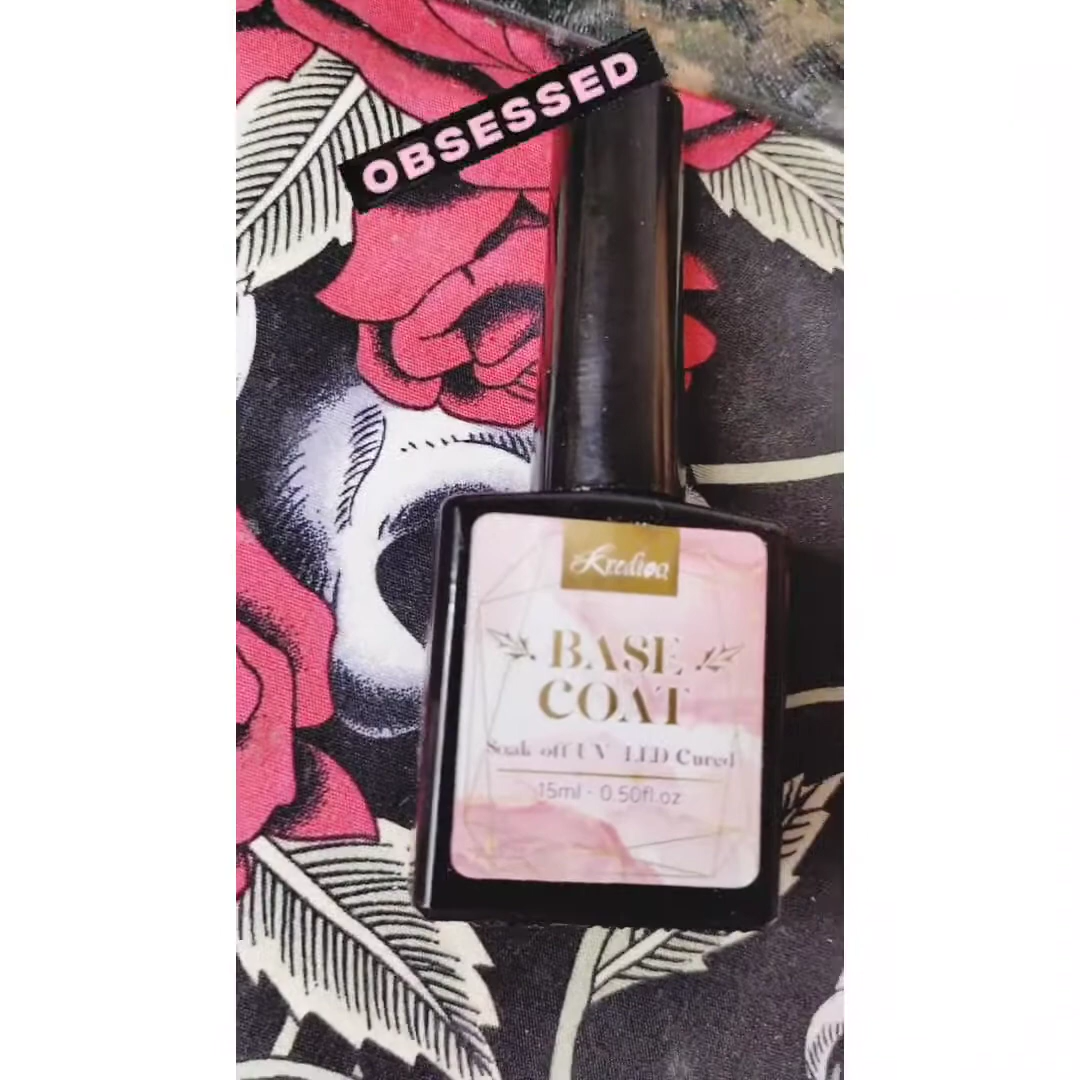 OBSESSED
Kredioa
BASE
COAT
Soak off UV LED Cured
15ml - 0.50fl.oz